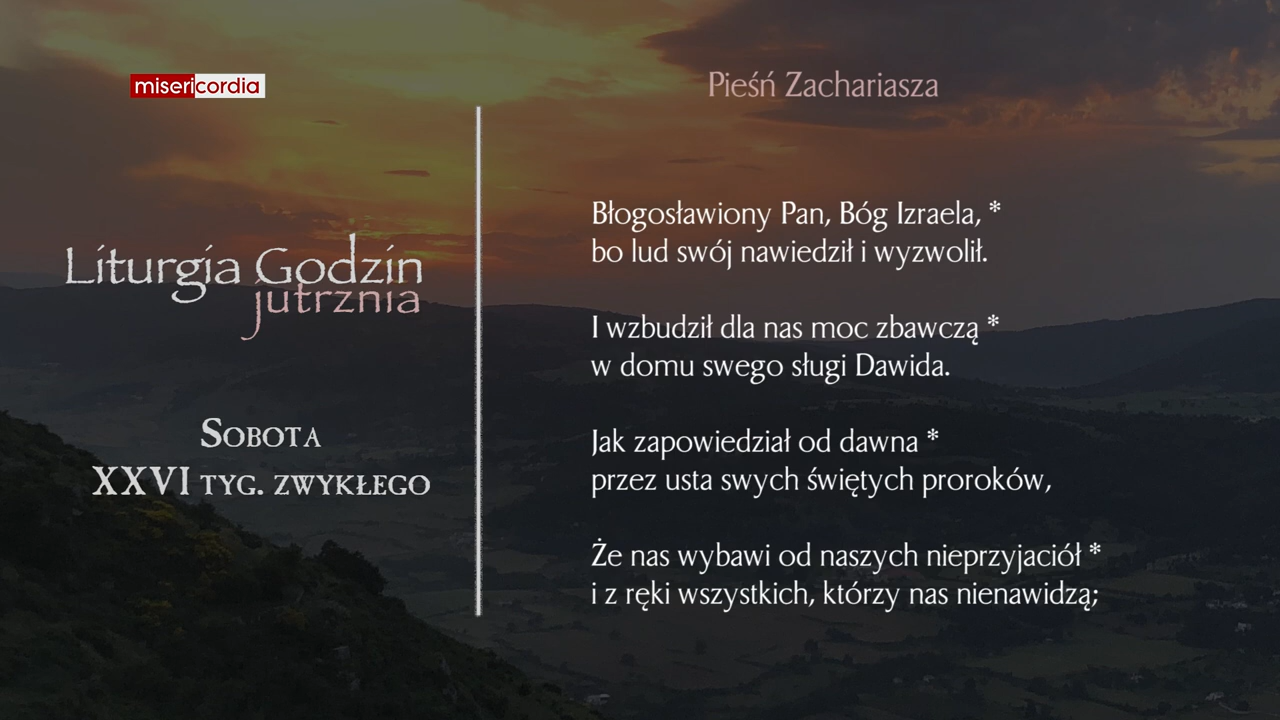 misericordia
Liturgia Godzin
jutrznia
Sobota
XXVI tyg. zwykłego
Pieśń Zachariasza
Błogosławiony Pan, Bóg Izraela, *
bo lud swój nawiedził i wyzwolił.
I wzbudził dla nas moc zbawczą *
w domu swego sługi Dawida.
Jak zapowiedział od dawna *
przez usta swych świętych proroków,
Że nas wybawi od naszych nieprzyjaciół *
i z ręki wszystkich, którzy nas nienawidzą;